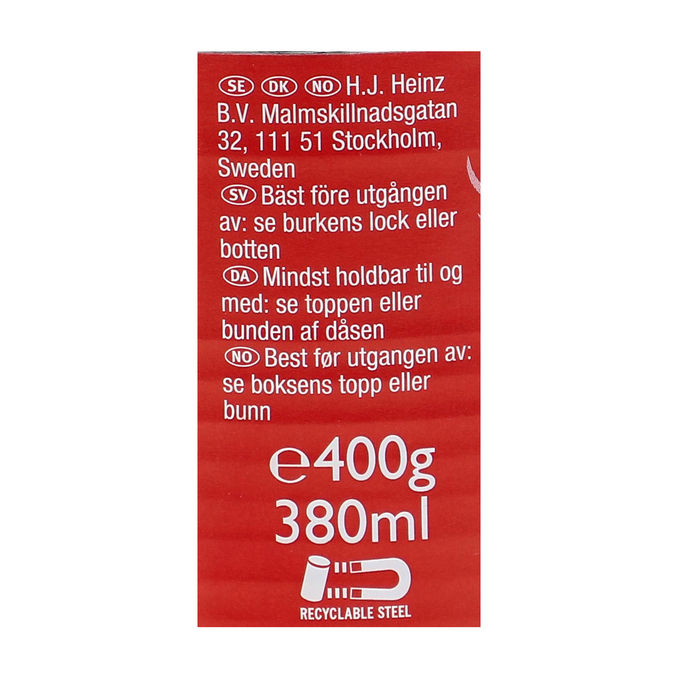 SE DK NO H.J. Heinz
B.V. Malmskillnadsgatan
32, 111 51 Stockholm,
Sweden
SV Bäst före utgången
av: se burkens lock eller
botten
DA Mindst holdbar til og
med: se toppen eller
bunden af dåsen
NO Best før utgangen av:
se boksens topp eller
bunn
℮400g
380ml
RECYCLABLE STEEL